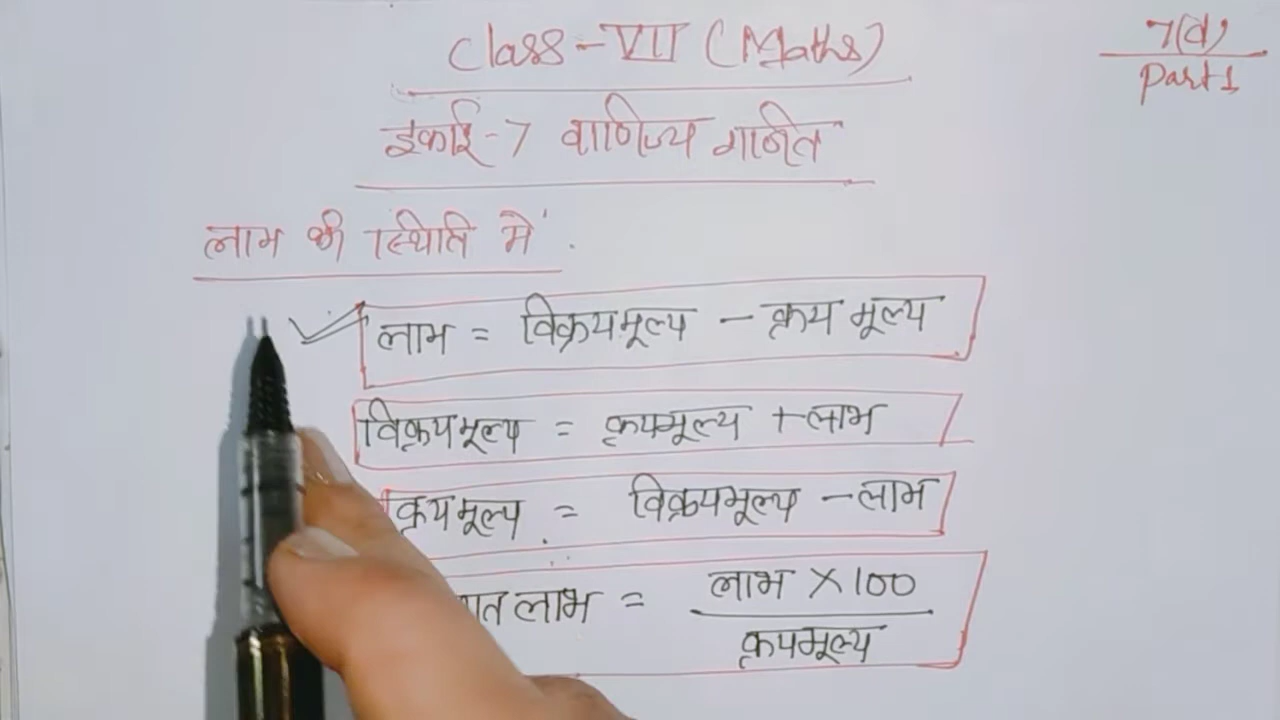 Class-VII (Maths)
7(d)
Part 1
इकाई-7 वाणिज्य गणित
लाभ की स्थिति में
लाभ = विक्रयमूल्य - क्रय मूल्य
विक्रयमूल्य = क्रयमूल्य + लाभ
क्रयमूल्य = विक्रयमूल्य - लाभ
लाभ = लाभ × 100
क्रयमूल्य